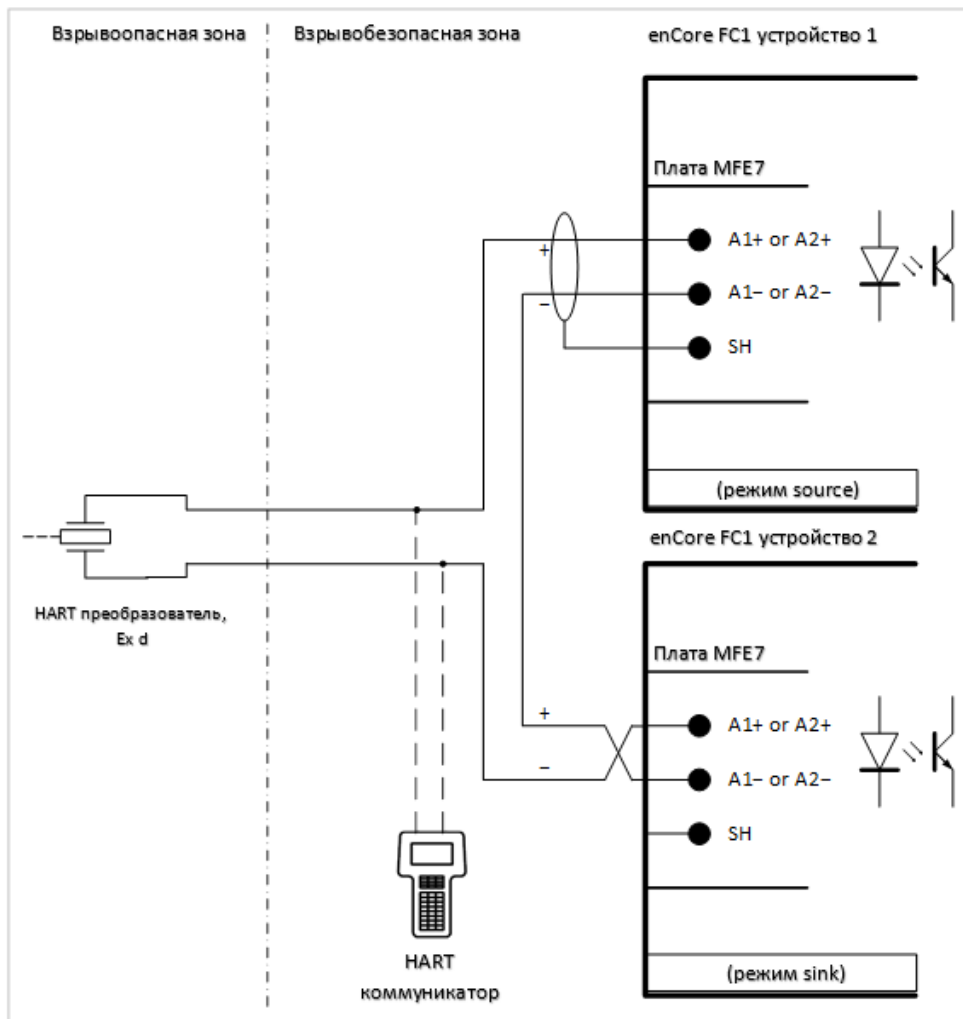 Взрывоопасная зона
Взрывобезопасная зона
enCore FC1 устройство 1
Плата MFE7
+
A1+ or A2+
−
A1− or A2−
SH
(режим source)
enCore FC1 устройство 2
HART преобразователь,
Ex d
Плата MFE7
+
A1+ or A2+
−
A1− or A2−
SH
HART
коммуникатор
(режим sink)